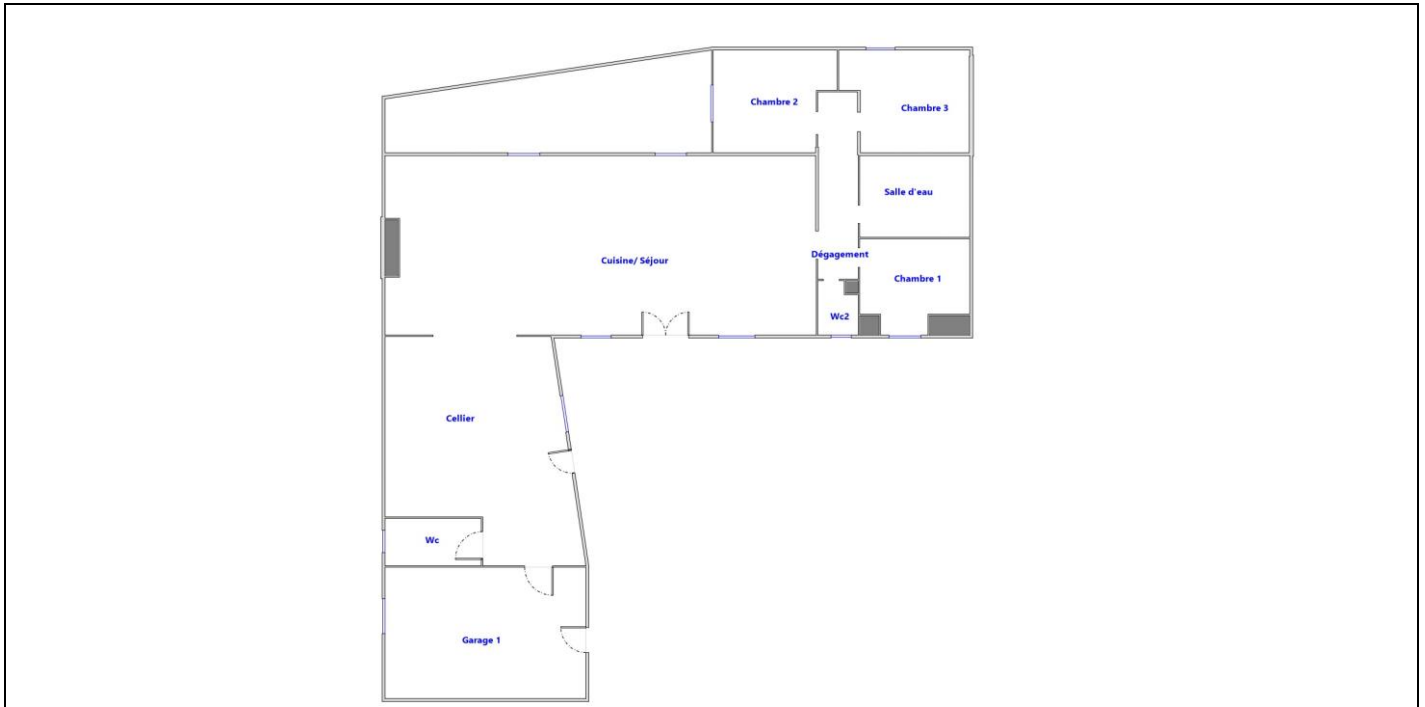 Chambre 2
Chambre 3
Salle d'eau
Dégagement
Cuisine/ Séjour
Chambre 1
Wc2
Cellier
Wc
Garage 1